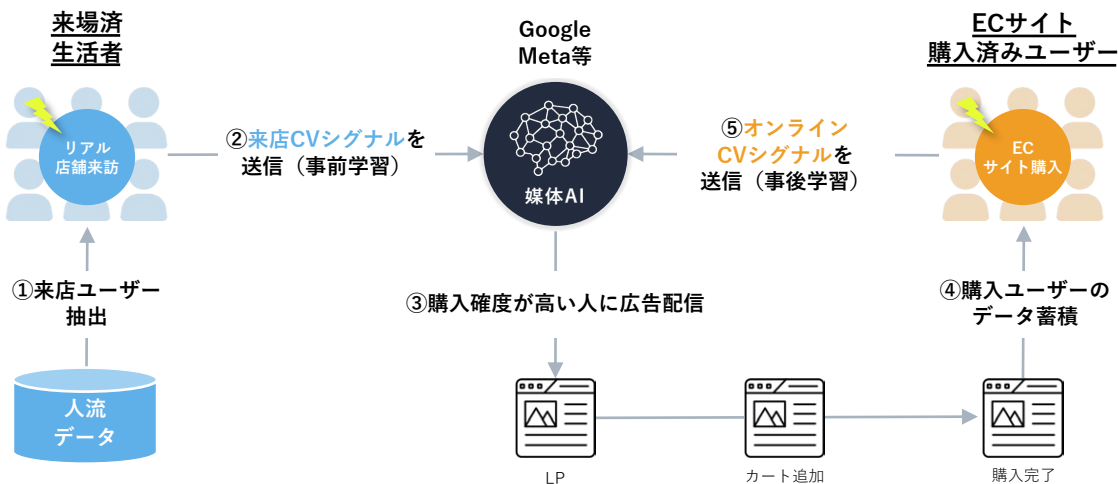 来場済
生活者
リアル
店舗来訪
①来店ユーザー
抽出
人流
データ
②来店CVシグナルを
送信（事前学習）
Google
Meta等
媒体AI
③購入確度が高い人に広告配信
LP
カート追加
購入完了
④購入ユーザーの
データ蓄積
ECサイト
購入済みユーザー
EC
サイト購入
⑤オンライン
CVシグナルを
送信（事後学習）